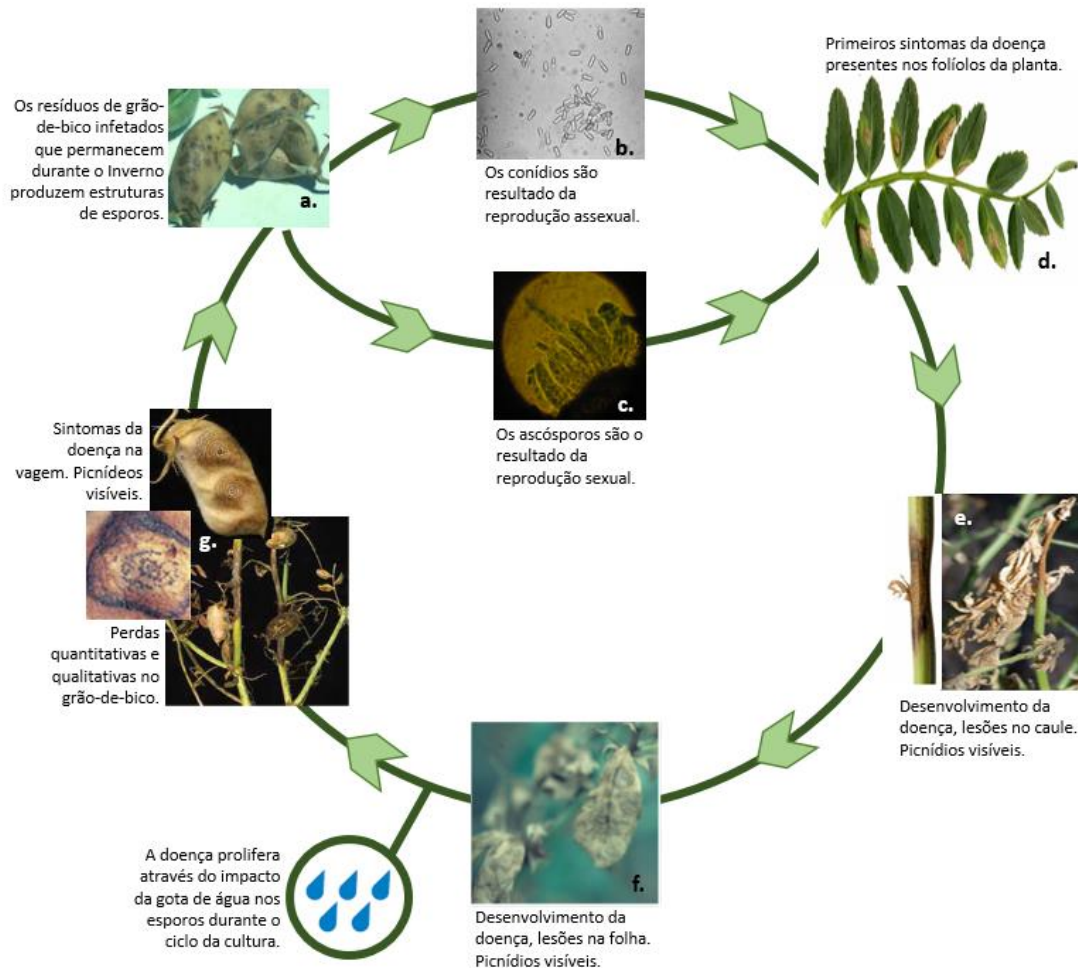 Os resíduos de grão-
de-bico infetados
que permanecem
durante o Inverno
produzem estruturas
de esporos.
a.
b.
Os conídios são
resultado da
reprodução assexual.
Primeiros sintomas da doença
presentes nos folíolos da planta.
d.
c.
Os ascósporos são o
resultado da
reprodução sexual.
e.
Desenvolvimento da
doença, lesões no caule.
Picnídios visíveis.
f.
Desenvolvimento da
doença, lesões na folha.
Picnídios visíveis.
A doença prolifera
através do impacto
da gota de água nos
esporos durante o
ciclo da cultura.
Sintomas da
doença na
vagem. Picnídeos
visíveis.
g.
Perdas
quantitativas e
qualitativas no
grão-de-bico.